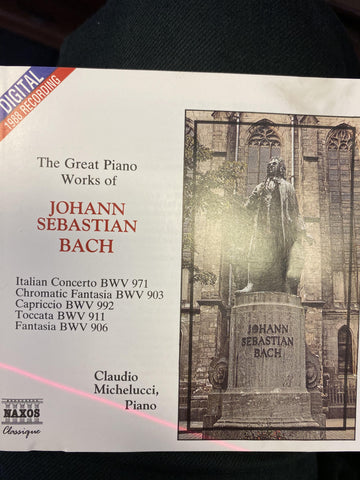 DIGITAL
1988 RECORDING
The Great Piano
Works of
JOHANN
SEBASTIAN
BACH
Italian Concerto BWV 971
Chromatic Fantasia BWV 903
Capriccio BWV 992
Toccata BWV 911
Fantasia BWV 906
Claudio
Michelucci,
Piano
NAXOS
Classique
JOHANN
SEBASTIAN
BACH